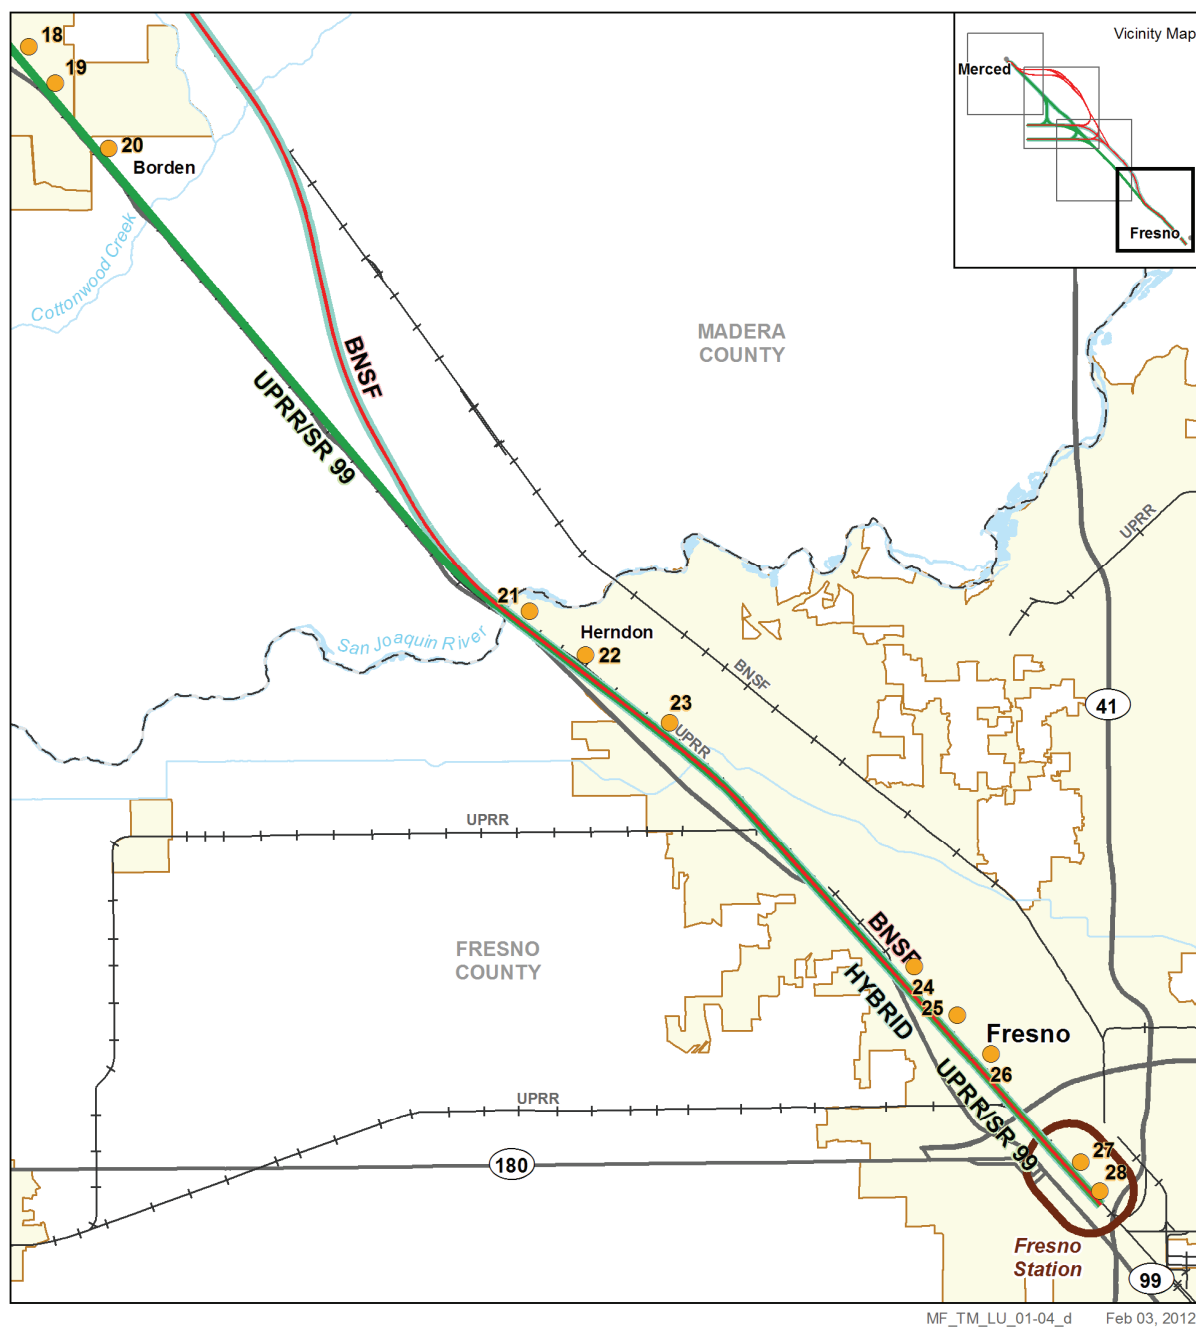 18
19
20
Borden
Vicinity Map
Merced
Fresno
Cottonwood Creek
MADERA
COUNTY
BNSF
UPRR/SR 99
UPRR
21
San Joaquin River
Herndon
22
BNSF
23
UPRR
41
UPRR
FRESNO
COUNTY
BNSF
24
HYBRID
25
Fresno
26
UPRR/SR 99
UPRR
27
180
28
Fresno
Station
99
MF_TM_LU_01-04_d Feb 03, 2012